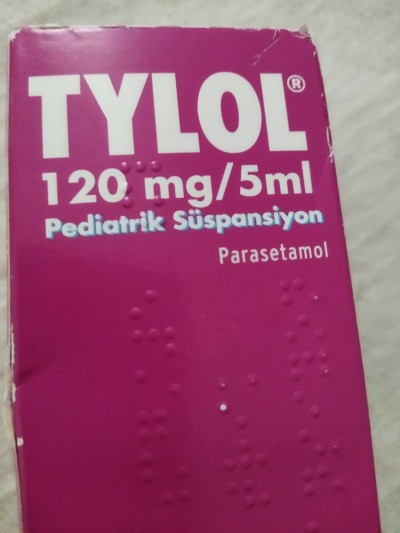 TYLOL®
120 mg/5ml
Pediatrik Süspansiyon
Parasetamol